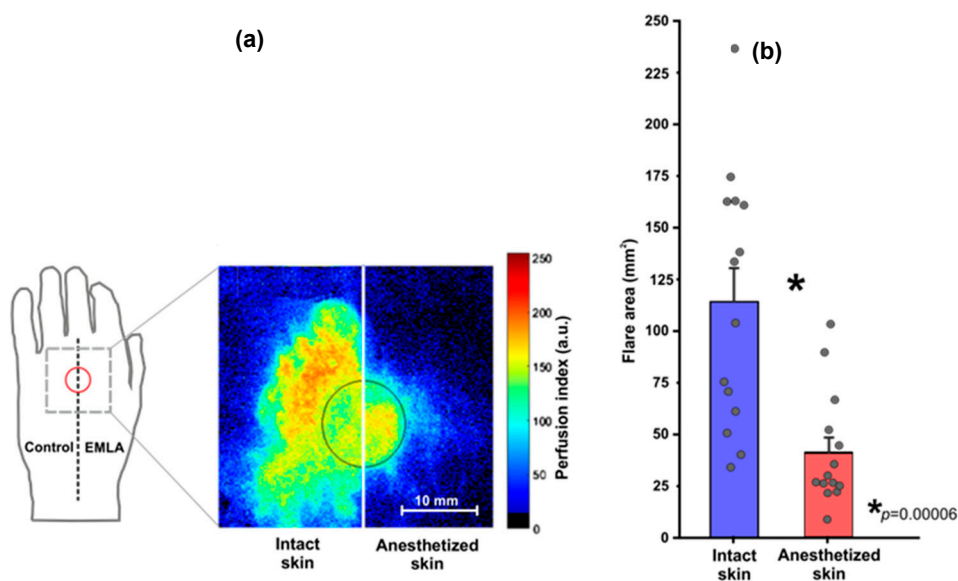 (a)
Control
EMLA
10 mm
Intact
skin
Anesthetized
skin
250
200
150
100
50
0
Perfusion index (a.u.)
(b)
250
225
200
175
150
125
100
75
50
25
0
Flare area (mm²)
*
*p=0.00006
Intact
skin
Anesthetized
skin